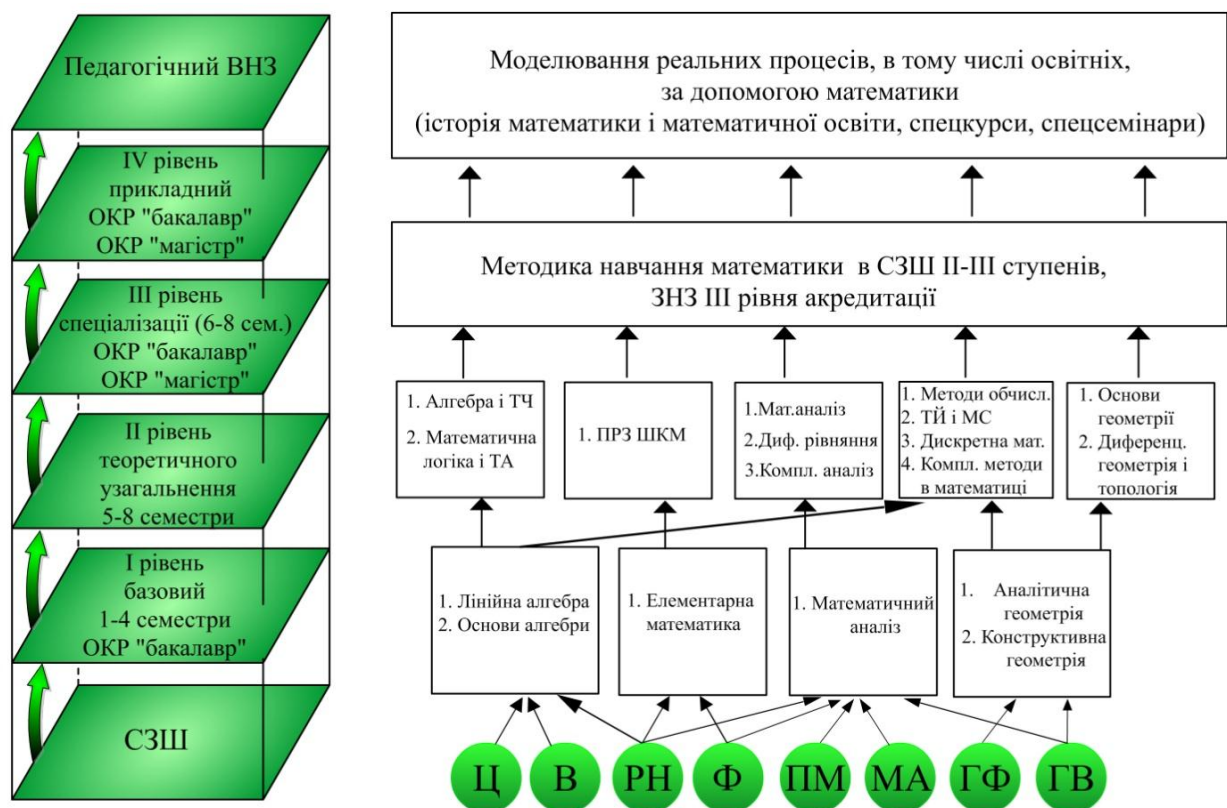 Педагогічний ВНЗ
IV рівень
прикладний
ОКР "бакалавр"
ОКР "магістр"
III рівень
спеціалізації (6-8 сем.)
ОКР "бакалавр"
ОКР "магістр"
II рівень
теоретичного
узагальнення
5-8 семестри
I рівень
базовий
1-4 семестри
ОКР "бакалавр"
СЗШ
Моделювання реальних процесів, в тому числі освітніх,
за допомогою математики
(історія математики і математичної освіти, спецкурси, спецсемінари)
Методика навчання математики в СЗШ II-III ступенів,
ЗНЗ III рівня акредитації
1. Алгебра і ТЧ
2. Математична
логіка і ТА
1. ПРЗ ШКМ
1.Мат.аналіз
2.Диф. рівняння
3.Компл. аналіз
1. Методи обчисл.
2. ТЙ і МС
3. Дискретна мат.
4. Компл. методи
в математиці
1. Основи
геометрії
2. Диференц.
геометрія і
топологія
1. Лінійна алгебра
2. Основи алгебри
1. Елементарна
математика
1. Математичний
аналіз
1. Аналітична
геометрія
2. Конструктивна
геометрія
Ц
В
РН
Ф
ПМ
МА
ГФ
ГВ